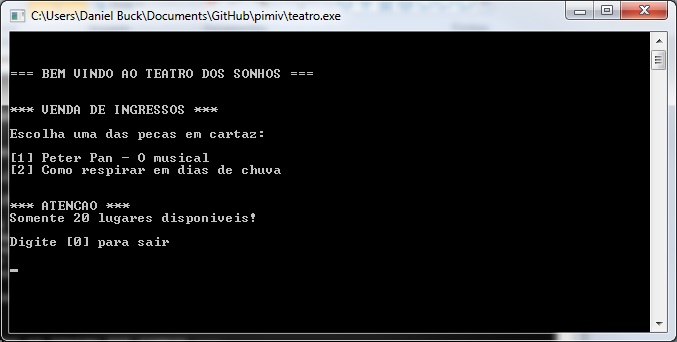 C:\Users\Daniel Buck\Documents\GitHub\pimiv\teatro.exe
=== BEM VINDO AO TEATRO DOS SONHOS ===
*** VENDA DE INGRESSOS ***
Escolha uma das pecas em cartaz:
[1] Peter Pan - O musical
[2] Como respirar em dias de chuva
*** ATENCAO ***
Somente 20 lugares disponiveis!
Digite [0] para sair